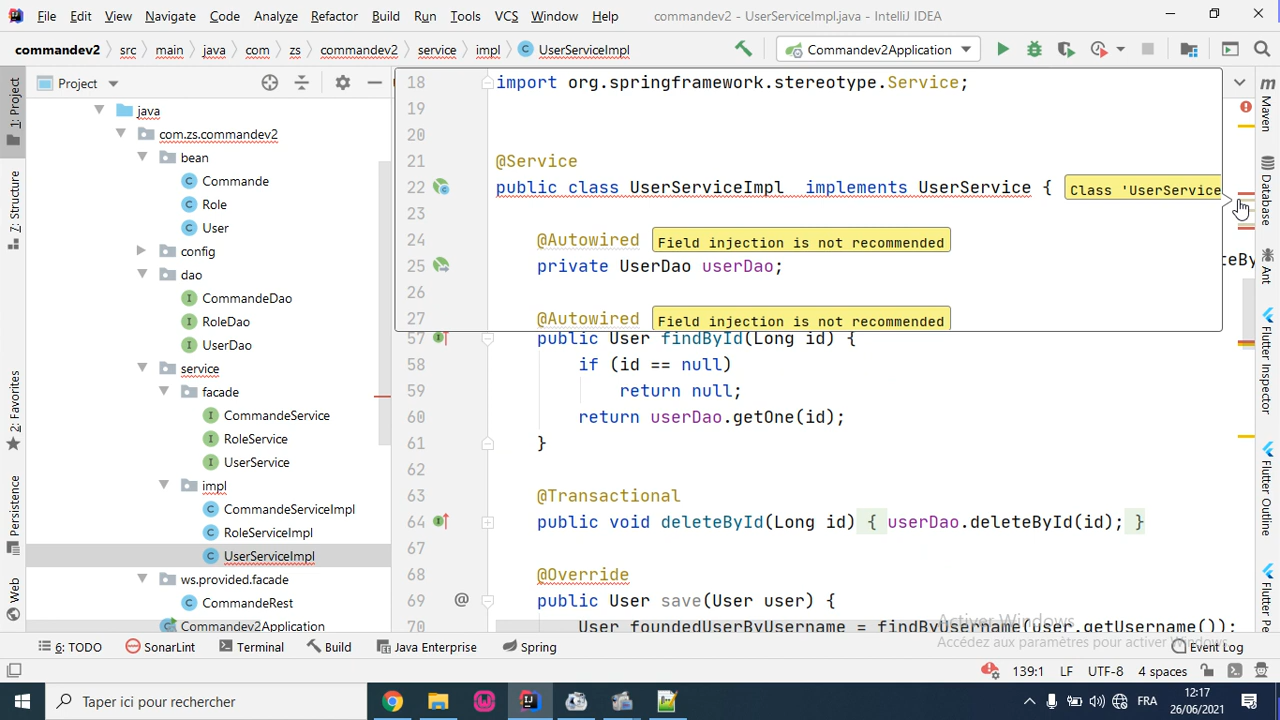 File Edit View Navigate Code Analyze Refactor Build Run Tools VCS Window Help commandev2 - UserServiceImpl.java - IntelliJ IDEA
commandev2 src main java com zs commandev2 service impl UserServiceImpl Commandev2Application
Project
java
com.zs.commandev2
bean
Commande
Role
User
config
dao
CommandeDao
RoleDao
UserDao
service
facade
CommandeService
RoleService
UserService
impl
CommandeServiceImpl
RoleServiceImpl
UserServiceImpl
ws.provided.facade
CommandeRest
Commandev2Application
1: Project
7: Structure
2: Favorites
Persistence
Web
18 import org.springframework.stereotype.Service;
19
20
21 @Service
22 public class UserServiceImpl implements UserService { Class 'UserService
23
24 @Autowired Field injection is not recommended
25 private UserDao userDao;
26
27 @Autowired Field injection is not recommended
57 public User findById(Long id) {
58 if (id == null)
59 return null;
60 return userDao.getOne(id);
61 }
62
63 @Transactional
64 public void deleteById(Long id) { userDao.deleteById(id); }
67
68 @Override
69 public User save(User user) {
70 User foundedUserByUsername = findByUsername(user.getUsername());
eBy
m
Maven
Database
Ant
Flutter Inspector
Flutter Outline
Flutter Pe
Activer Windows
Accédez aux paramètres pour activer Windows
6: TODO SonarLint Terminal Build Java Enterprise Spring Event Log
139:1 LF UTF-8 4 spaces
Taper ici pour rechercher
FRA
12:17
26/06/2021